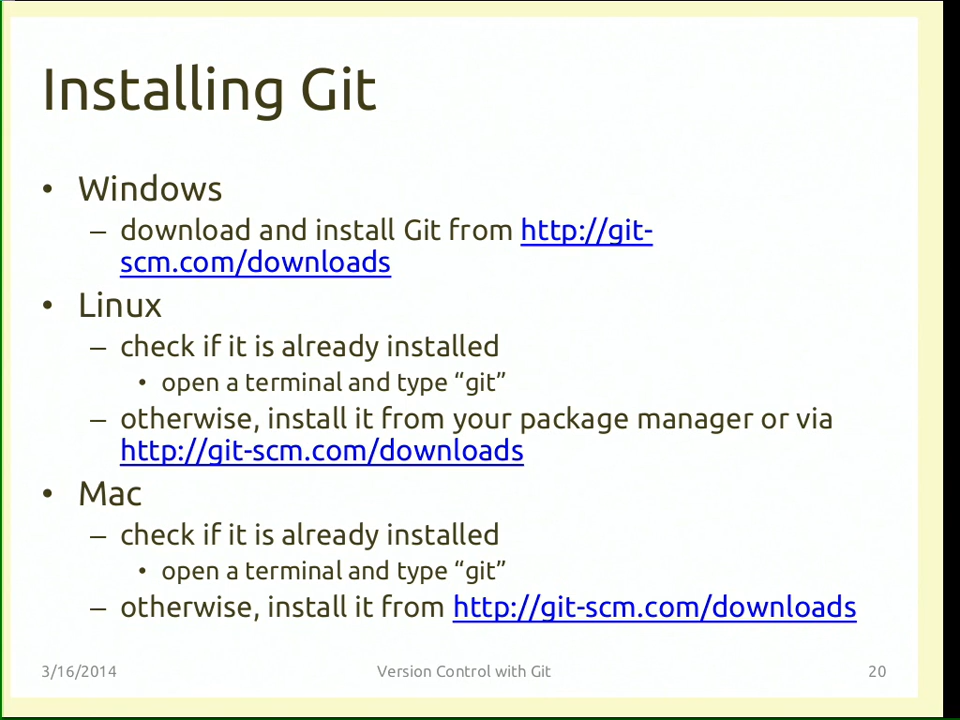 Installing Git
• Windows
– download and install Git from http://git-
scm.com/downloads
• Linux
– check if it is already installed
• open a terminal and type “git”
– otherwise, install it from your package manager or via
http://git-scm.com/downloads
• Mac
– check if it is already installed
• open a terminal and type “git”
– otherwise, install it from http://git-scm.com/downloads
3/16/2014 Version Control with Git 20